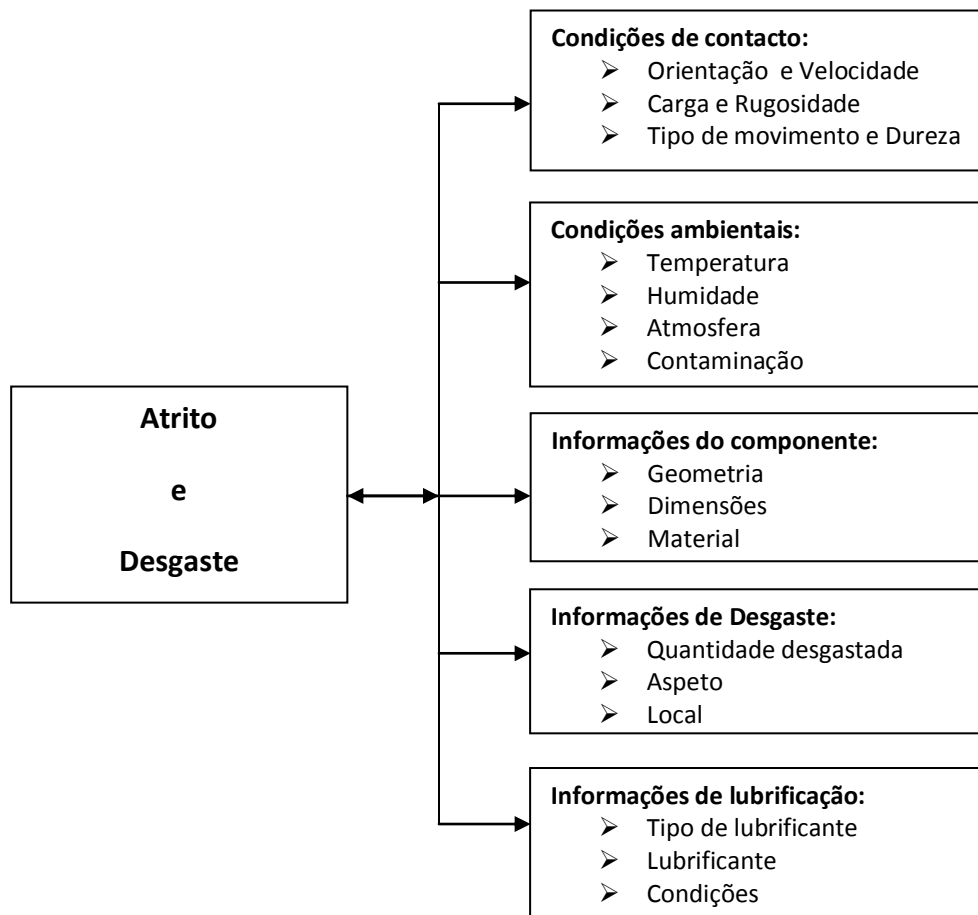 Atrito
e
Desgaste
Condições de contacto:
➤ Orientação e Velocidade
➤ Carga e Rugosidade
➤ Tipo de movimento e Dureza
Condições ambientais:
➤ Temperatura
➤ Humidade
➤ Atmosfera
➤ Contaminação
Informações do componente:
➤ Geometria
➤ Dimensões
➤ Material
Informações de Desgaste:
➤ Quantidade desgastada
➤ Aspeto
➤ Local
Informações de lubrificação:
➤ Tipo de lubrificante
➤ Lubrificante
➤ Condições